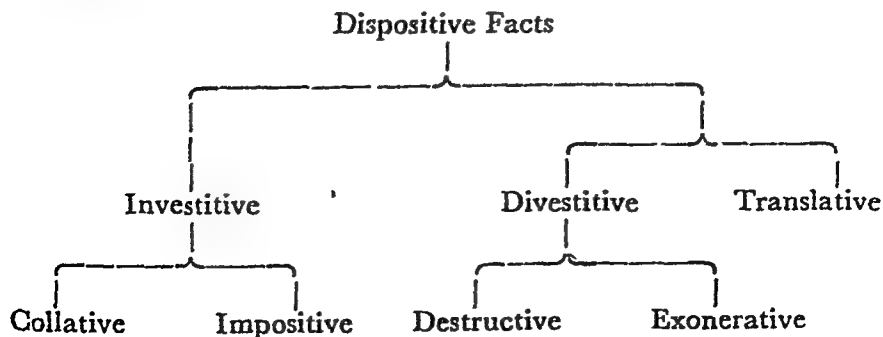 Dispositive Facts
Investitive Divestitive Translative
Collative Impositive Destructive Exonerative